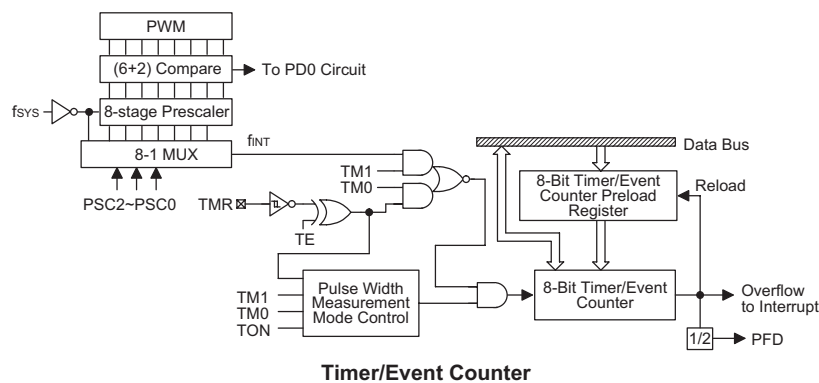 PWM
(6+2) Compare
To PD0 Circuit
fSYS
8-stage Prescaler
8-1 MUX
fINT
PSC2~PSC0
TM1
TM0
TMR
TE
Data Bus
8-Bit Timer/Event
Counter Preload
Register
Reload
TM1
TM0
TON
Pulse Width
Measurement
Mode Control
8-Bit Timer/Event
Counter
Overflow
to Interrupt
1/2
PFD
Timer/Event Counter